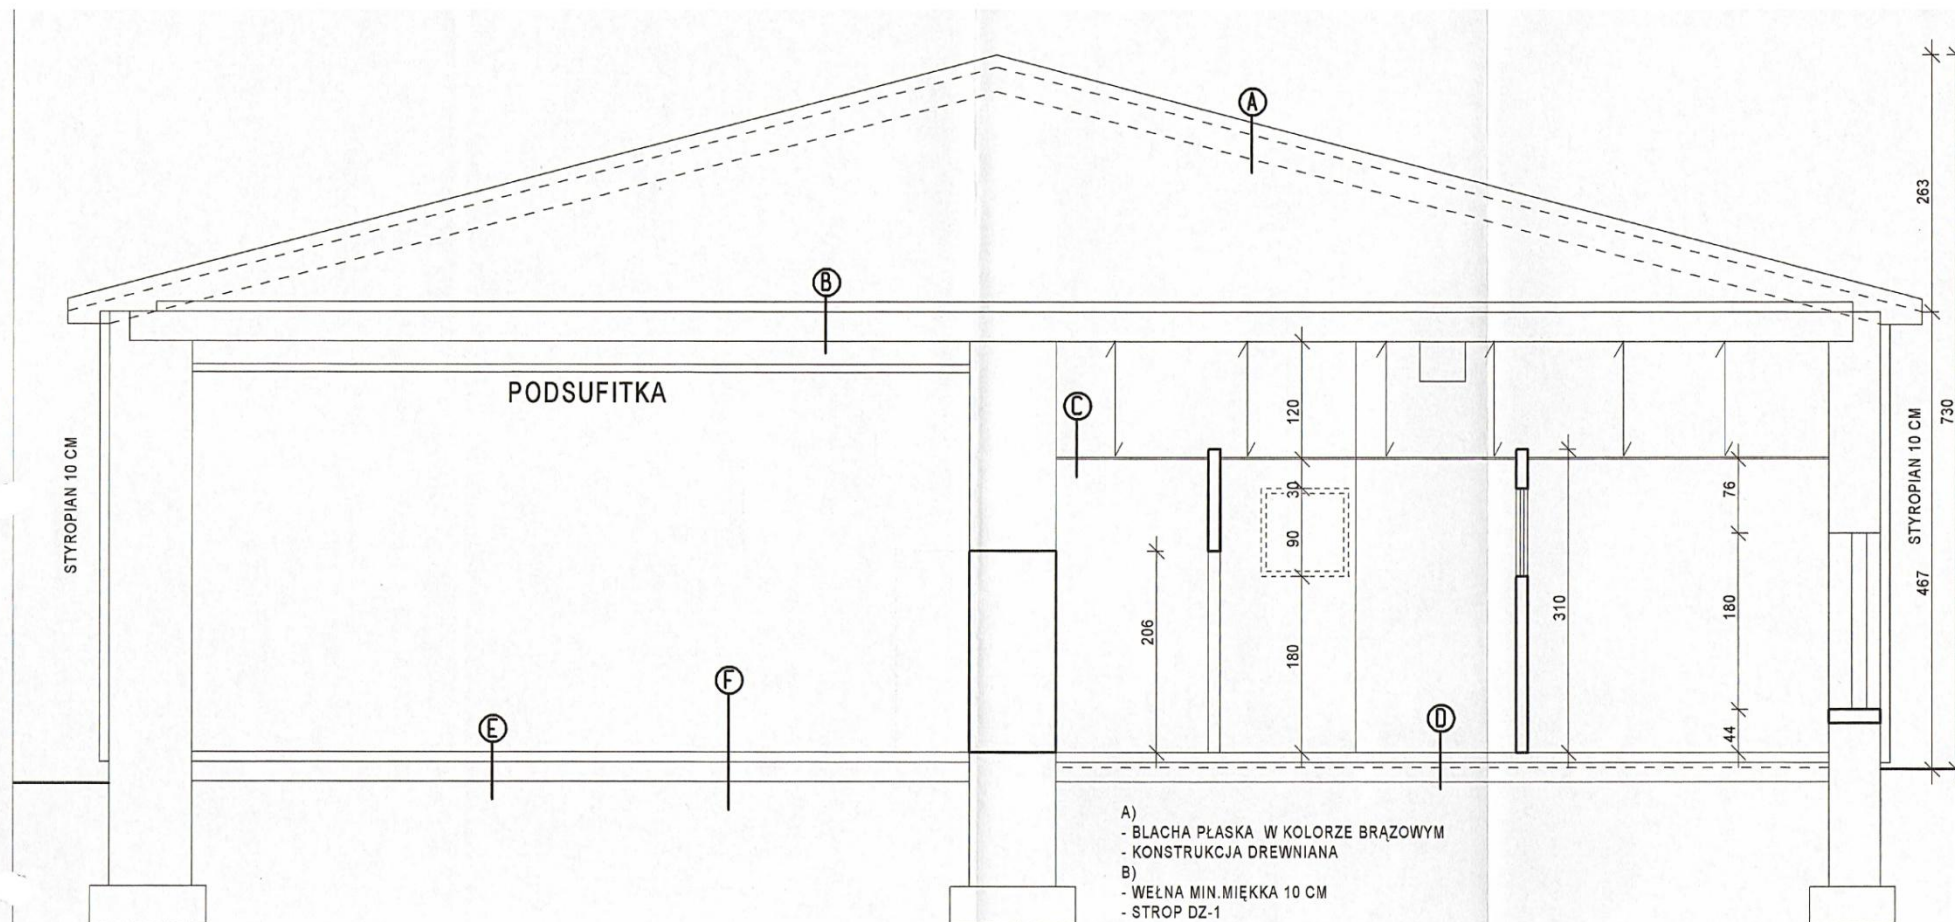 A
263
B
PODSUFITKA
C
120
730
STYROPIAN 10 CM
STYROPIAN 10 CM
30
76
90
467
206
180
310
180
F
E
D
44
A)
- BLACHA PŁASKA W KOLORZE BRĄZOWYM
- KONSTRUKCJA DREWNIANA
B)
- WEŁNA MIN.MIĘKKA 10 CM
- STROP DZ-1